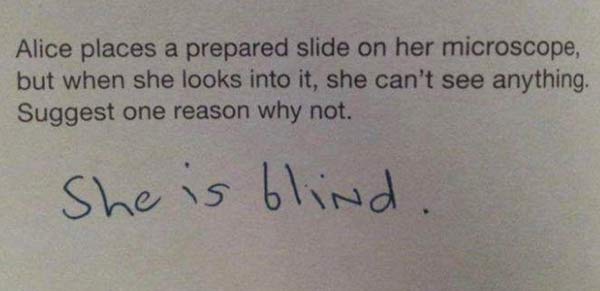 Alice places a prepared slide on her microscope,
but when she looks into it, she can't see anything.
Suggest one reason why not.
She is blind.